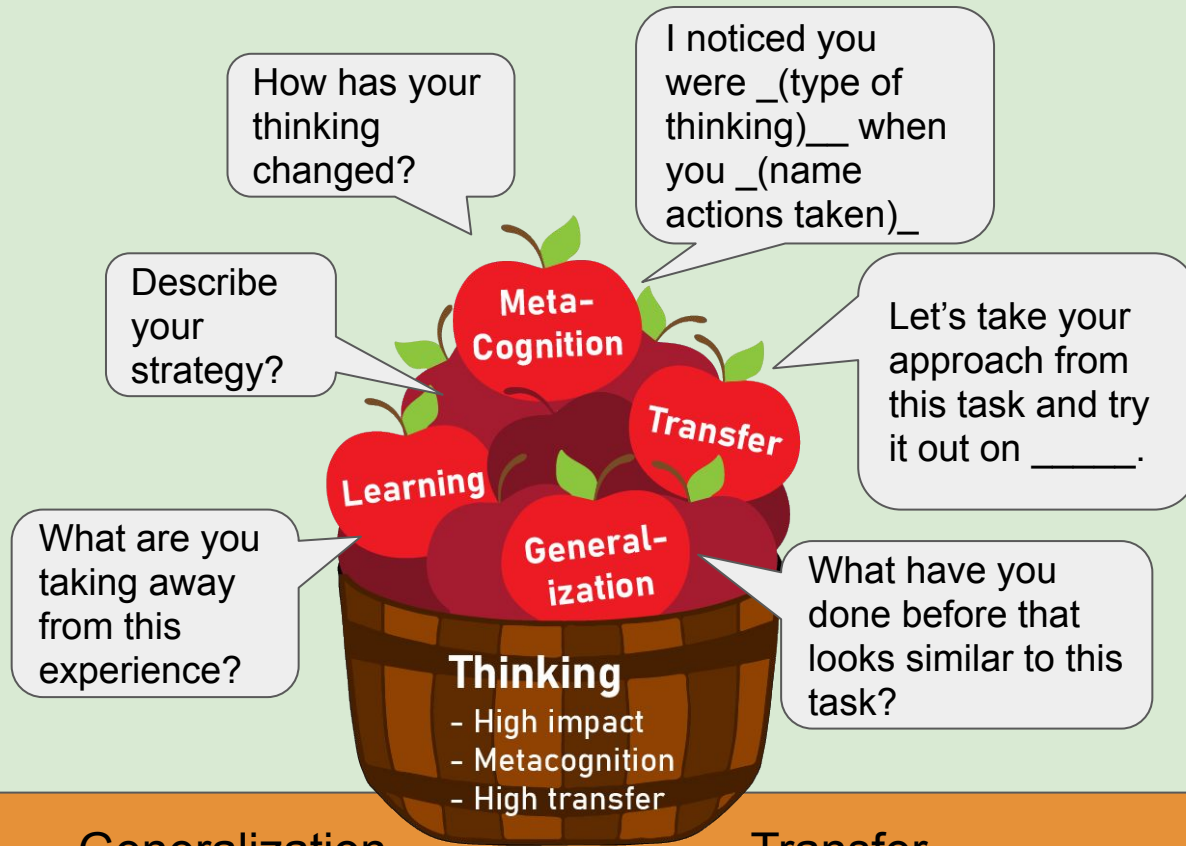 How has your
thinking
changed?
I noticed you
were _(type of
thinking)__ when
you _(name
actions taken)_
Describe
your
strategy?
Meta-
Cognition
Let’s take your
approach from
this task and try
it out on _____.
Transfer
Learning
What are you
taking away
from this
experience?
General-
ization
What have you
done before that
looks similar to this
task?
Thinking
- High impact
- Metacognition
- High transfer
Generalization
Transfer